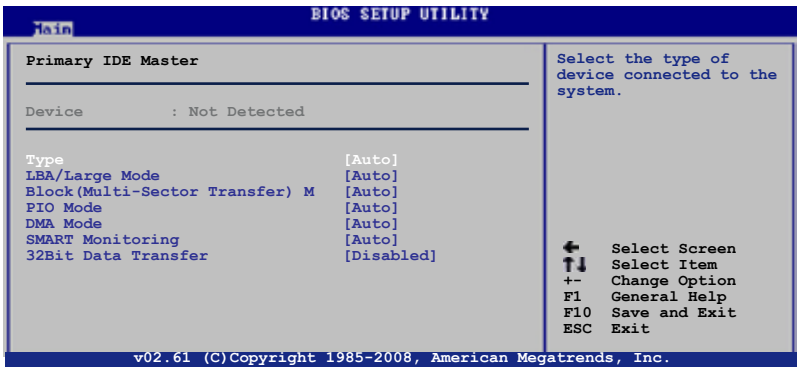 BIOS SETUP UTILITY
Main
Primary IDE Master
Device : Not Detected
Type [Auto]
LBA/Large Mode [Auto]
Block(Multi-Sector Transfer) M [Auto]
PIO Mode [Auto]
DMA Mode [Auto]
SMART Monitoring [Auto]
32Bit Data Transfer [Disabled]
Select the type of
device connected to the
system.
Select Screen
Select Item
+- Change Option
F1 General Help
F10 Save and Exit
ESC Exit
v02.61 (C)Copyright 1985-2008, American Megatrends, Inc.